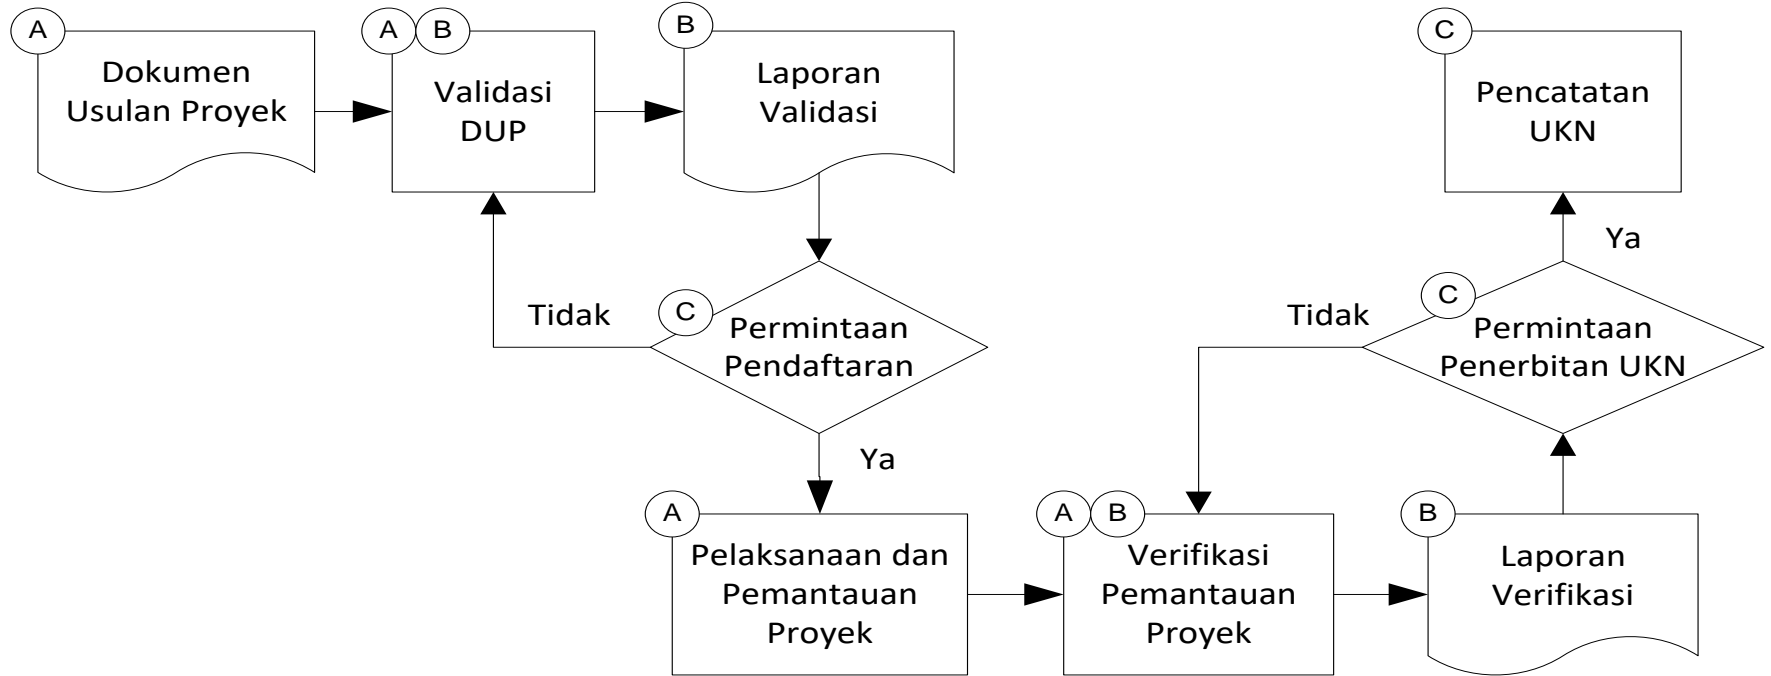 A
Dokumen
Usulan Proyek
A B
Validasi
DUP
B
Laporan
Validasi
C
Permintaan
Pendaftaran
Tidak
Ya
A
Pelaksanaan dan
Pemantauan
Proyek
A B
Verifikasi
Pemantauan
Proyek
B
Laporan
Verifikasi
C
Permintaan
Penerbitan UKN
Tidak
Ya
C
Pencatatan
UKN